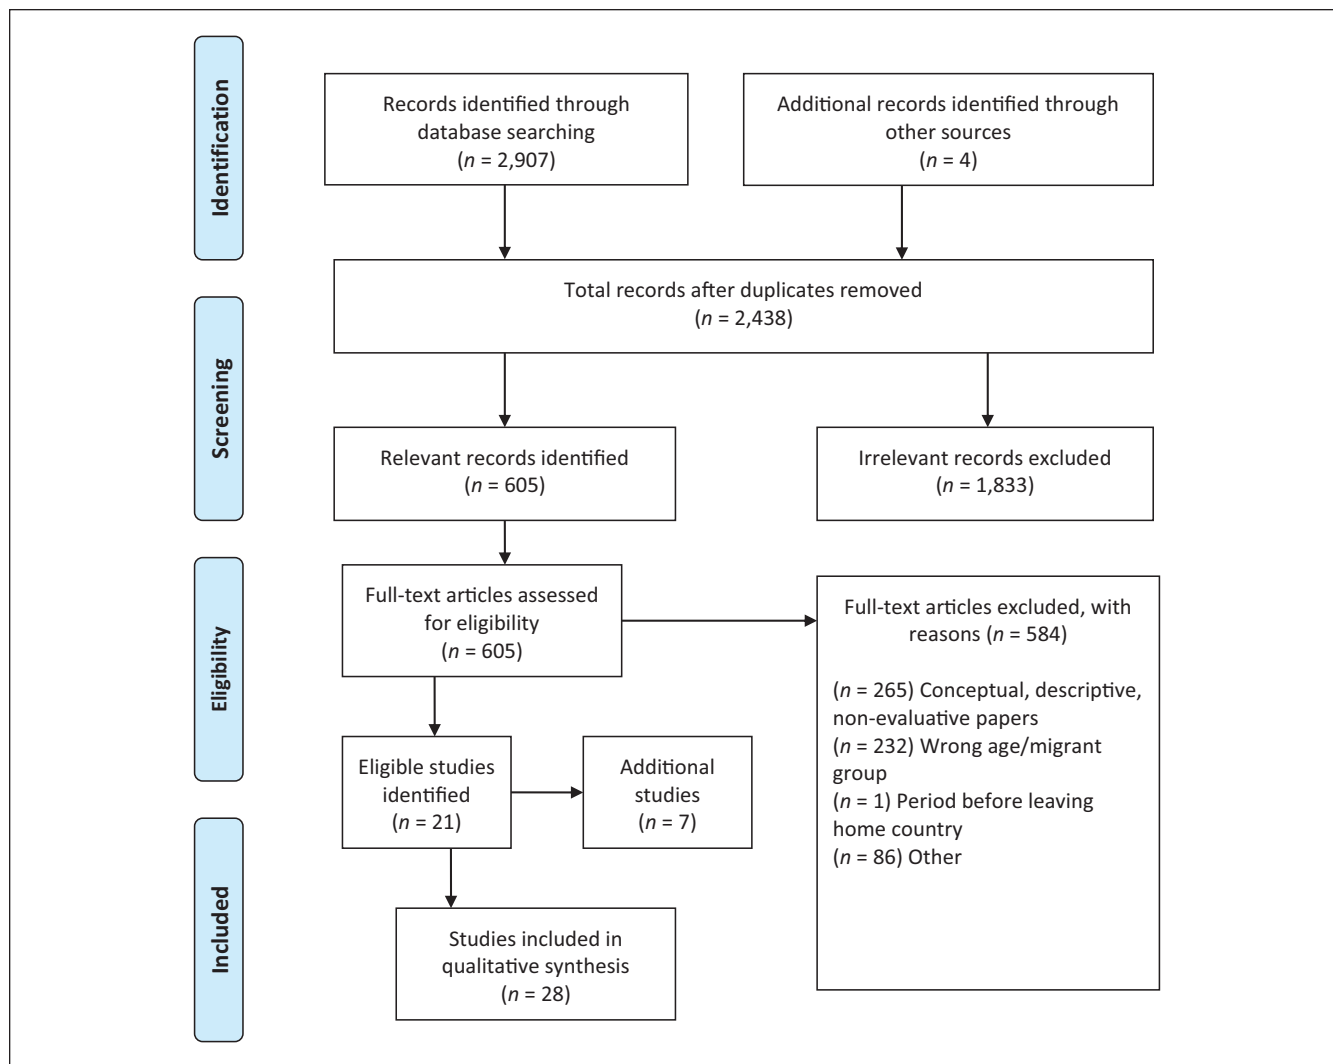 Identification
Records identified through
database searching
(n = 2,907)
Additional records identified through
other sources
(n = 4)
Total records after duplicates removed
(n = 2,438)
Screening
Relevant records identified
(n = 605)
Irrelevant records excluded
(n = 1,833)
Eligibility
Full-text articles assessed
for eligibility
(n = 605)
Full-text articles excluded, with
reasons (n = 584)
(n = 265) Conceptual, descriptive,
non-evaluative papers
(n = 232) Wrong age/migrant
group
(n = 1) Period before leaving
home country
(n = 86) Other
Eligible studies
identified
(n = 21)
Additional
studies
(n = 7)
Included
Studies included in
qualitative synthesis
(n = 28)